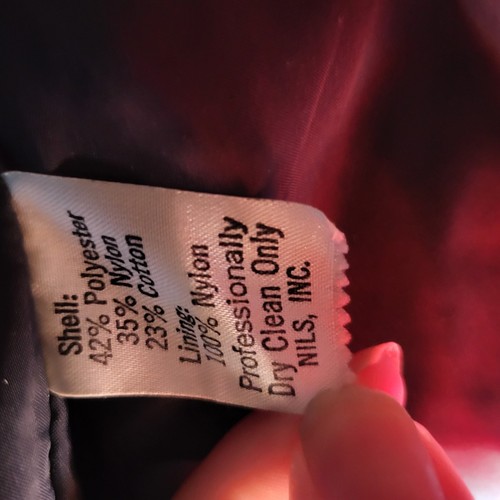 Shell:
42% Polyester
35% Nylon
23% Cotton
Lining:
100% Nylon
Professionally
Dry Clean Only
NILS, INC.